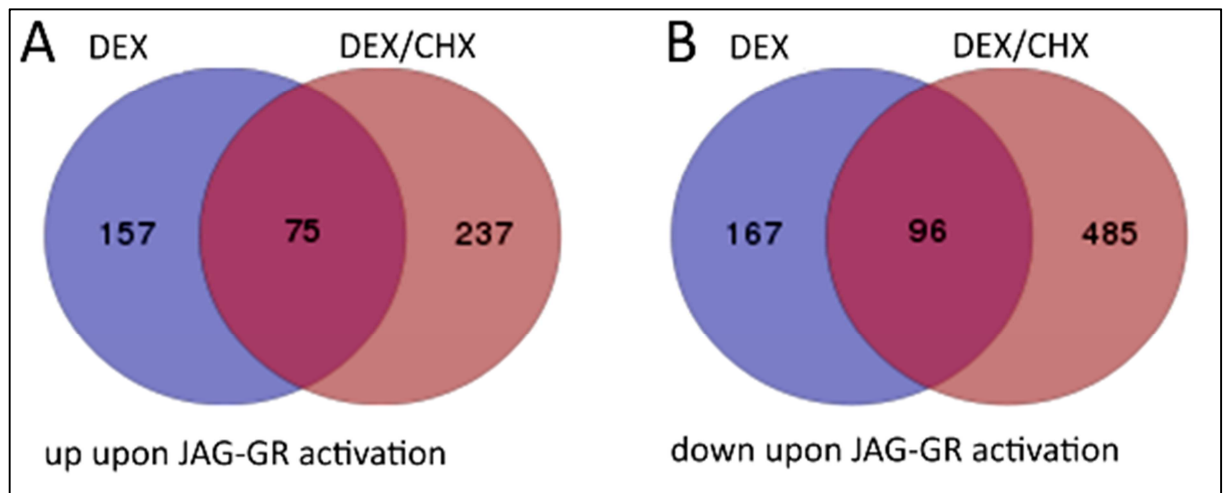 A DEX DEX/CHX
157 75 237
up upon JAG-GR activation
B DEX DEX/CHX
167 96 485
down upon JAG-GR activation